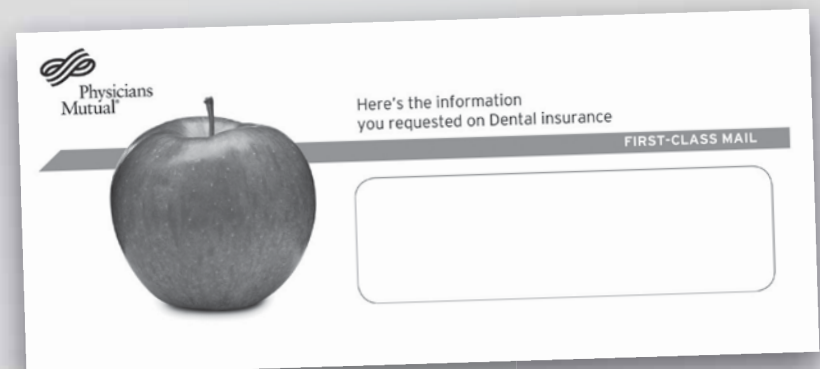 Physicians
Mutual®
Here's the information
you requested on Dental insurance
FIRST-CLASS MAIL